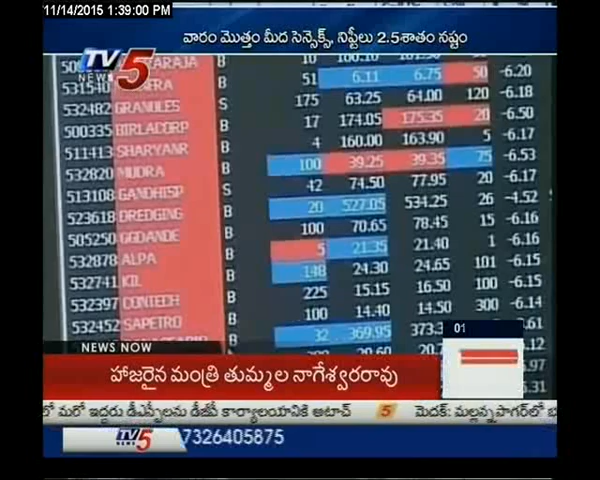 11/14/2015 1:39:00 PM
వారం మొత్తం మీద సెన్సెక్స్, నిఫ్టీలు 2.5శాతం నష్టం
TV5 NEWS
51 6.11 6.75 50 -6.20
531540 B 175 63.25 64.00 120 -6.18
532482 GRANULES S 17 174.05 175.35 20 -6.50
500335 BIRLACORP B 4 160.00 163.90 5 -6.17
511413 SHARYANR B 100 39.25 39.35 75 -6.53
532820 MUDRA B 42 74.50 77.95 20 -6.17
513108 GANDHISP S 20 527.05 534.25 26 -4.52
523618 DREDGING B 100 70.65 78.45 15 -6.16
505250 GGDANDE B 5 21.35 21.40 1 -6.16
532878 ALPA B 148 24.30 24.65 101 -6.15
532741 KIL B 225 15.15 16.50 100 -6.15
532397 CONTECH B 100 14.40 14.50 300 -6.14
532452 SAPETRO B 32 369.95
NEWS NOW
01
హాజరైన మంత్రి తుమ్మల నాగేశ్వరరావు
లో మరో ఇద్దరు డీఎస్పీలను డీజీపీ కార్యాలయానికి అటాచ్ 5 మెదక్: మల్లన్నసాగర్‌లో
TV5 NEWS 7326405875